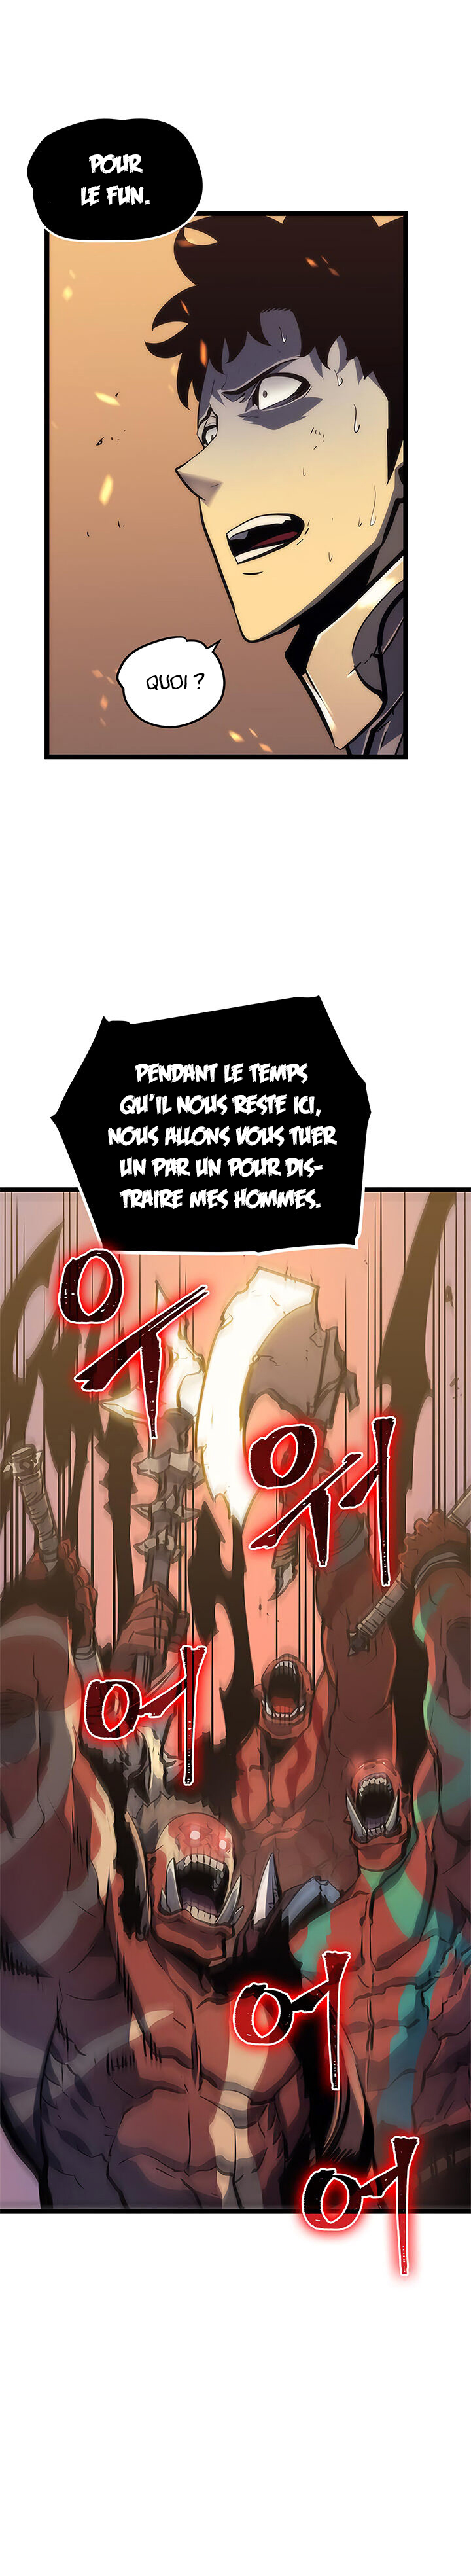 POUR
LE FUN.
QUOI ?
PENDANT LE TEMPS
QU'IL NOUS RESTE ICI,
NOUS ALLONS VOUS TUER
UN PAR UN POUR DIS-
TRAIRE MES HOMMES.
우
워
어
어
어